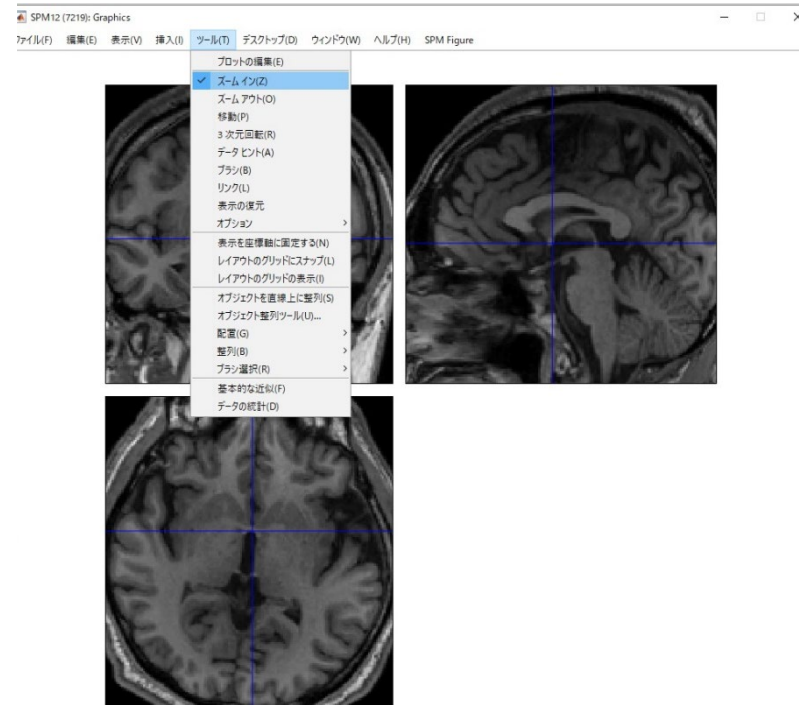 SPM12 (7219): Graphics
ファイル(F) 編集(E) 表示(V) 挿入(I) ツール(T) デスクトップ(D) ウィンドウ(W) ヘルプ(H) SPM Figure
プロットの編集(E)
ズーム イン(Z)
ズーム アウト(O)
移動(P)
3 次元回転(R)
データ ヒント(A)
ブラシ(B)
リンク(L)
表示の復元
オプション
表示を座標軸に固定する(N)
レイアウトのグリッドにスナップ(L)
レイアウトのグリッドの表示(I)
オブジェクトを直線上に整列(S)
オブジェクト整列ツール(U)...
配置(G)
整列(B)
ブラシ選択(R)
基本的な近似(F)
データの統計(D)